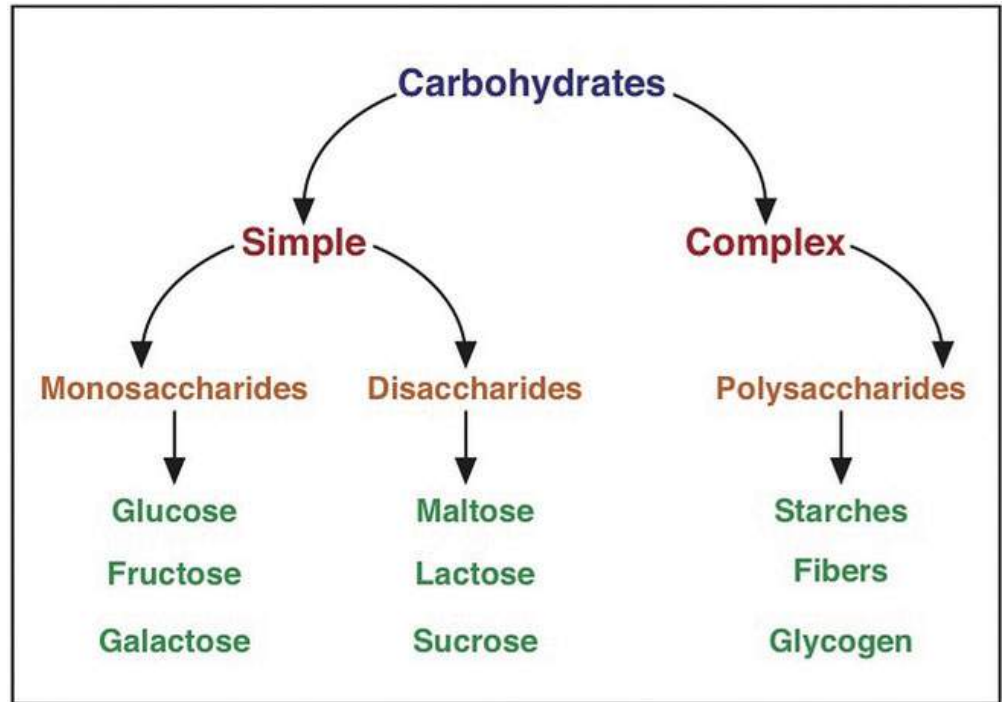 Carbohydrates
Simple
Complex
Monosaccharides
Disaccharides
Polysaccharides
Glucose
Maltose
Starches
Fructose
Lactose
Fibers
Galactose
Sucrose
Glycogen